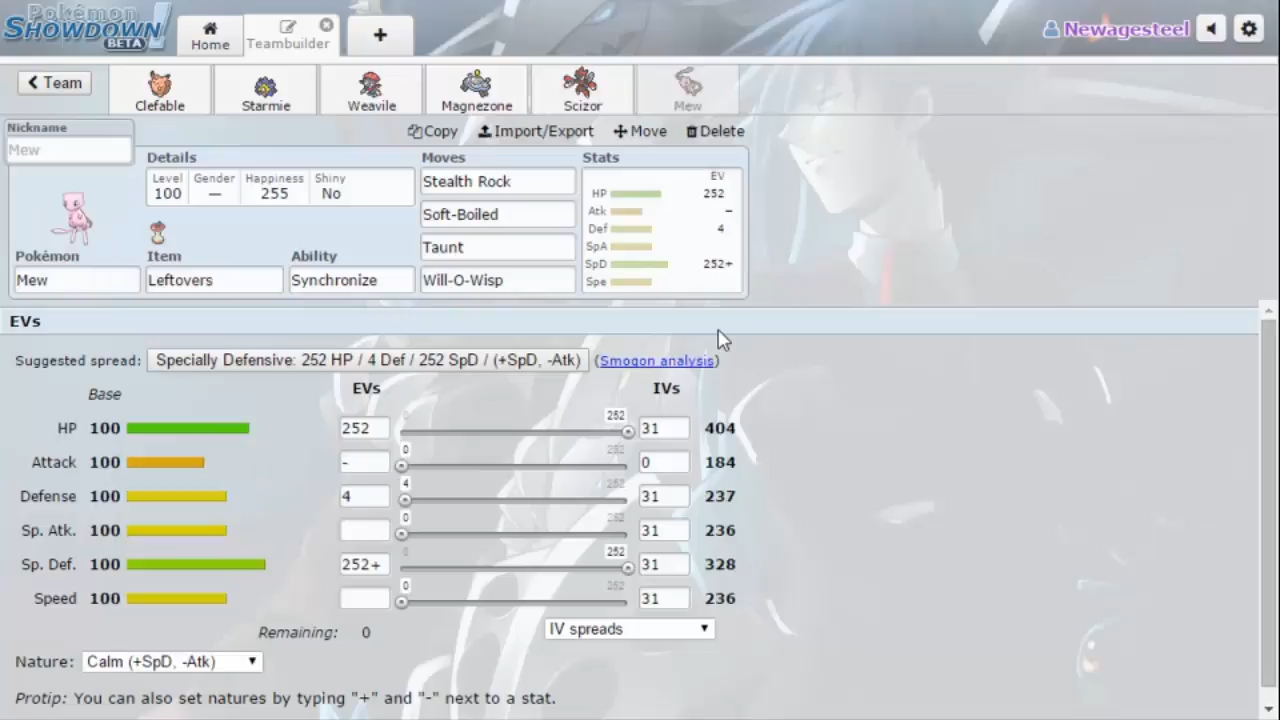 Pokémon
SHOWDOWN!
BETA
Home
Teambuilder
+
Newagesteel
< Team
Clefable
Starmie
Weavile
Magnezone
Scizor
Mew
Nickname
Mew
Copy Import/Export Move Delete
Details
Level Gender Happiness Shiny
100 — 255 No
Pokémon
Mew
Item
Leftovers
Ability
Synchronize
Moves
Stealth Rock
Soft-Boiled
Taunt
Will-O-Wisp
Stats
EV
HP 252
Atk –
Def 4
SpA
SpD 252+
Spe
EVs
Suggested spread: Specially Defensive: 252 HP / 4 Def / 252 SpD / (+SpD, -Atk) (Smogon analysis)
Base EVs IVs
HP 100 252 0 252 31 404
Attack 100 - 0 252 0 184
Defense 100 4 4 252 31 237
Sp. Atk. 100 0 252 31 236
Sp. Def. 100 252+ 0 252 31 328
Speed 100 0 252 31 236
Remaining: 0 IV spreads
Nature: Calm (+SpD, -Atk)
Protip: You can also set natures by typing "+" and "-" next to a stat.